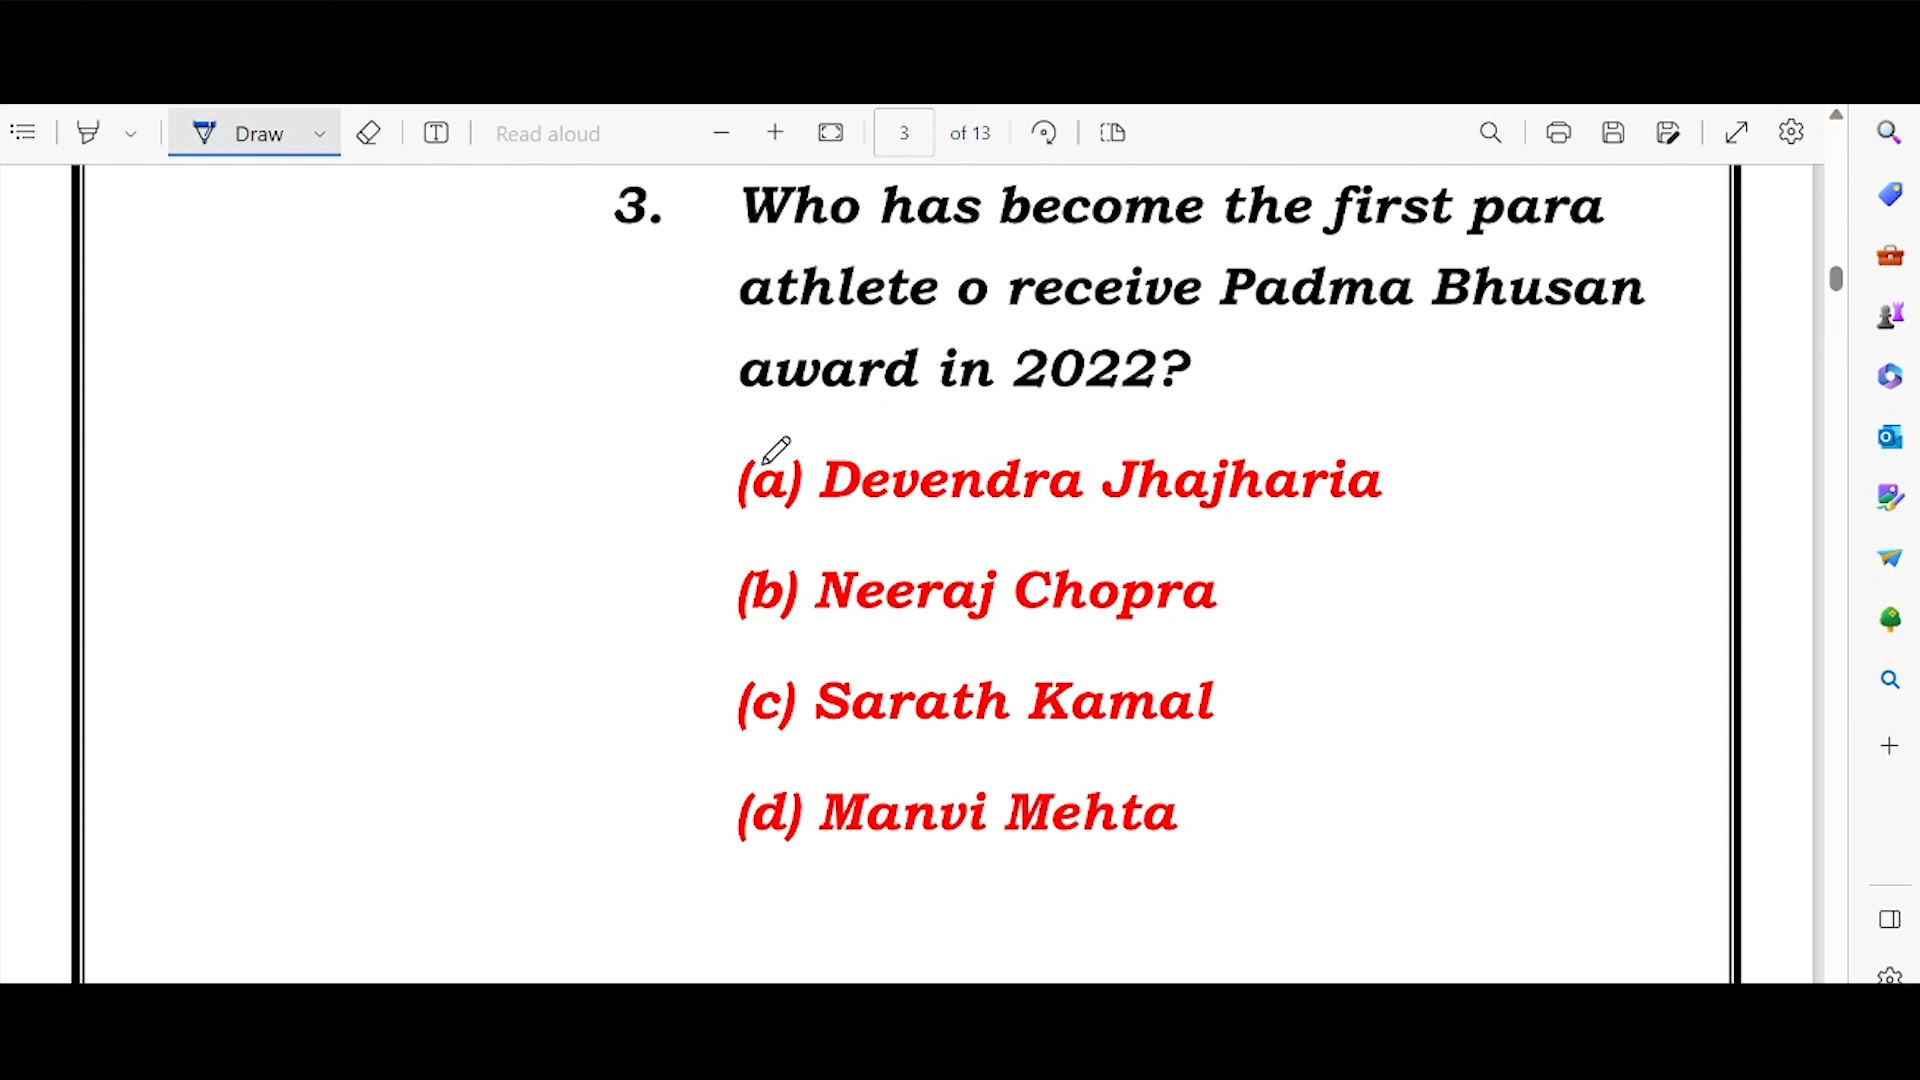 Draw
Read aloud
3
of 13
3. Who has become the first para
athlete o receive Padma Bhusan
award in 2022?
(a) Devendra Jhajharia
(b) Neeraj Chopra
(c) Sarath Kamal
(d) Manvi Mehta